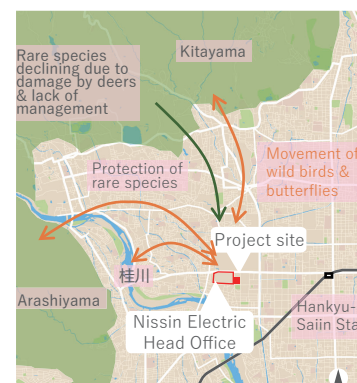 Kitayama
Rare species
declining due to
damage by deers
& lack of
management
Movement of
wild birds &
butterflies
Protection of
rare species
Project site
桂川
Arashiyama
Hankyu-
Saiin Sta
Nissin Electric
Head Office